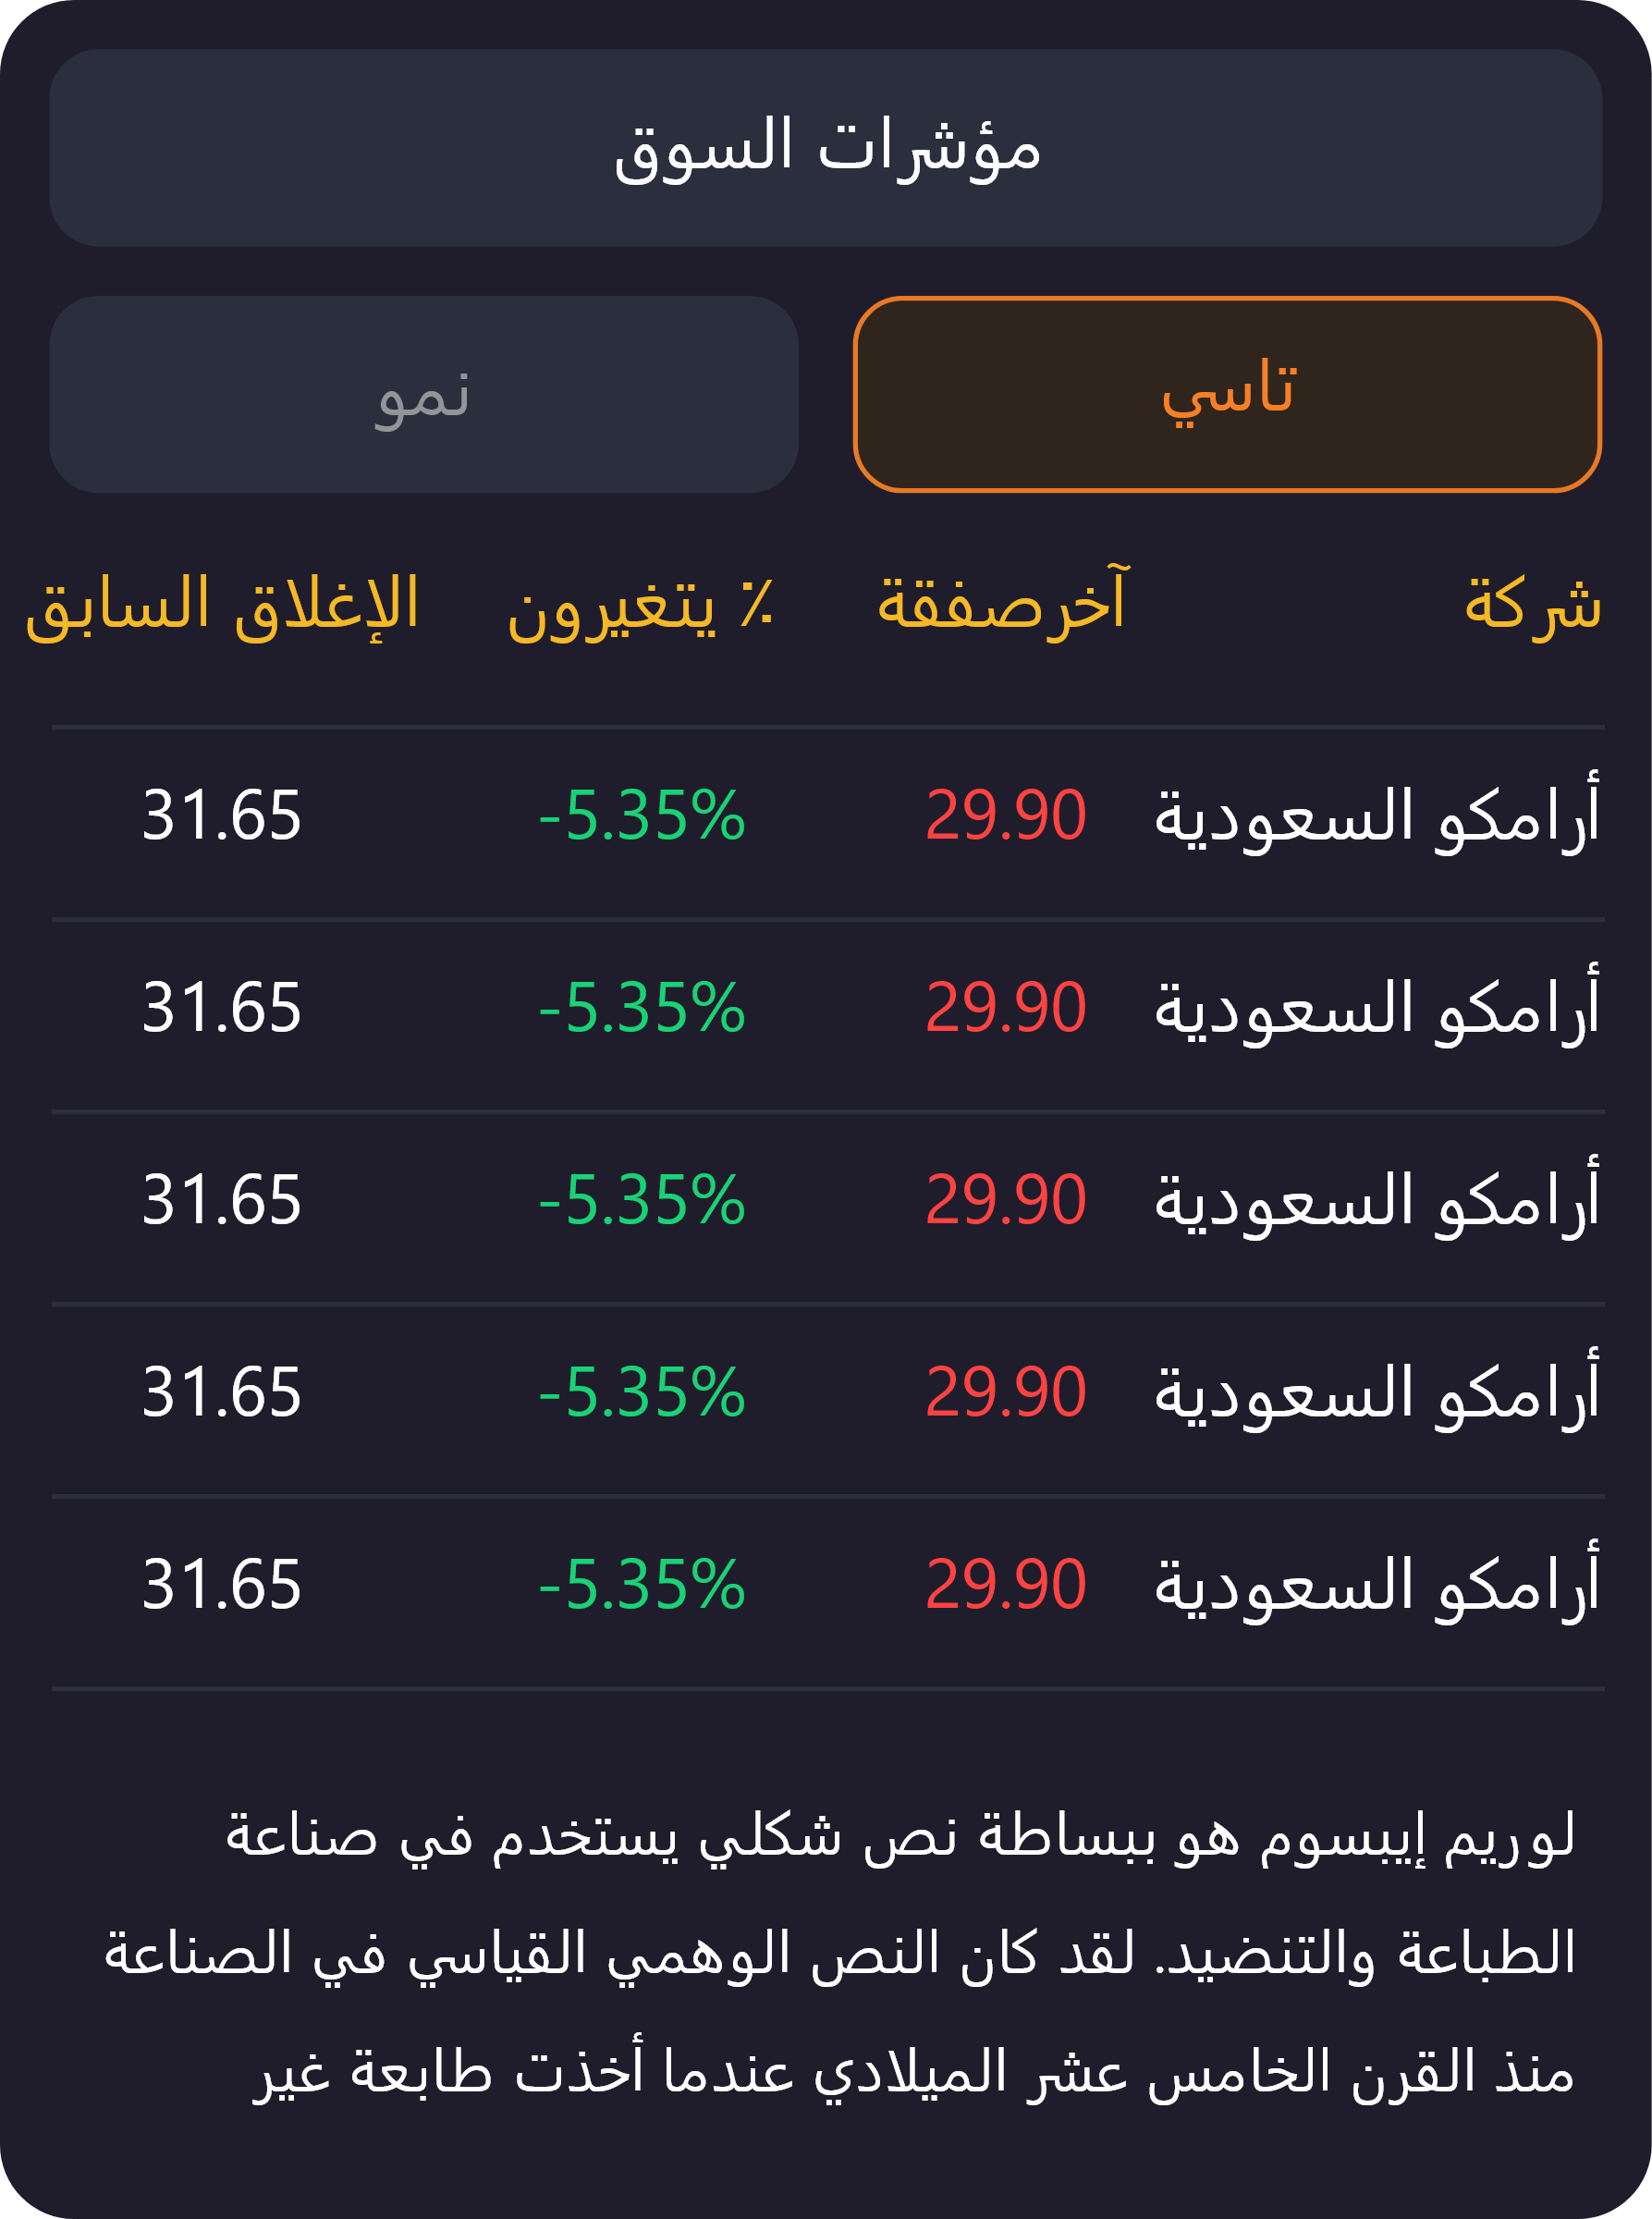 مؤشرات السوق
تاسي نمو
شركة آخرصفقة ٪ يتغيرون الإغلاق السابق
أرامكو السعودية 29.90 -5.35% 31.65
أرامكو السعودية 29.90 -5.35% 31.65
أرامكو السعودية 29.90 -5.35% 31.65
أرامكو السعودية 29.90 -5.35% 31.65
أرامكو السعودية 29.90 -5.35% 31.65
لوريم إيبسوم هو ببساطة نص شكلي يستخدم في صناعة
الطباعة والتنضيد. لقد كان النص الوهمي القياسي في الصناعة
منذ القرن الخامس عشر الميلادي عندما أخذت طابعة غير